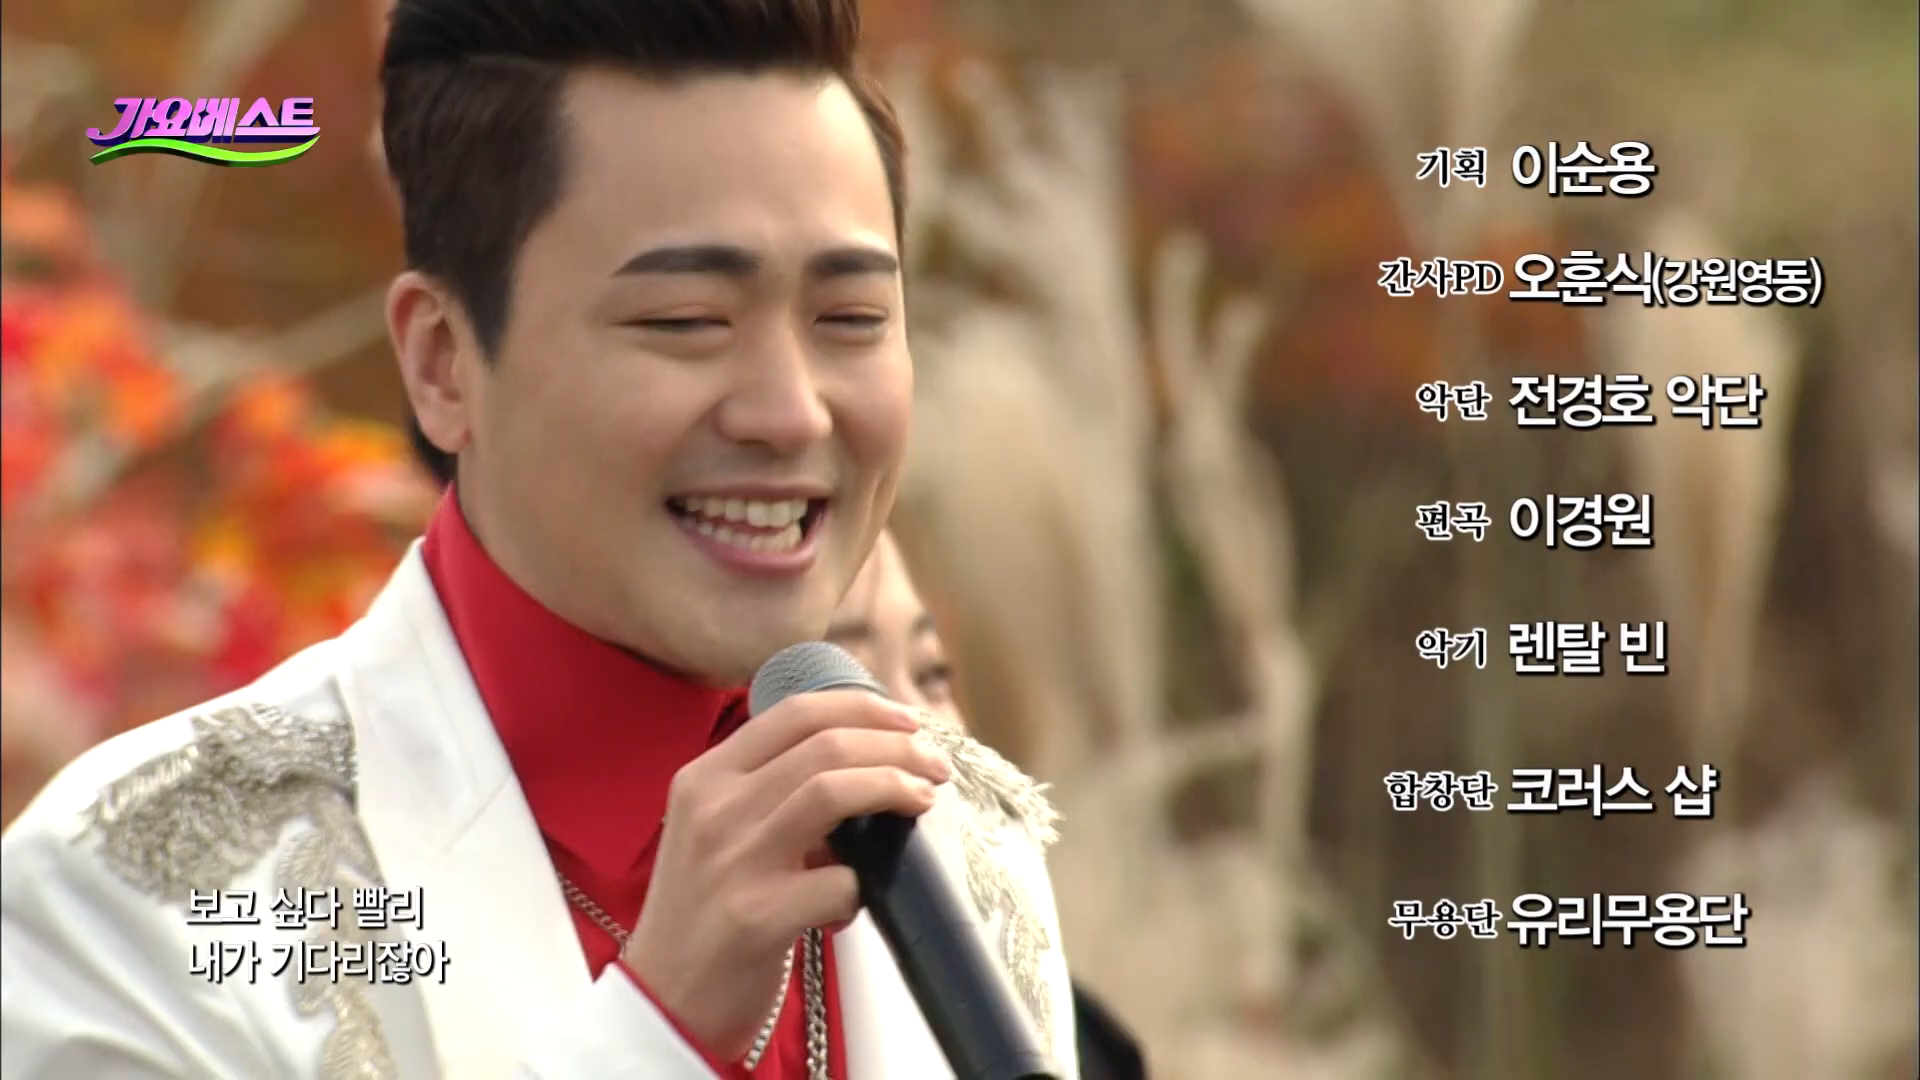 가요베스트
기획 이순용
간사PD 오훈식(강원영동)
악단 전경호 악단
편곡 이경원
악기 렌탈 빈
합창단 코러스 샵
무용단 유리무용단
보고 싶다 빨리
내가 기다리잖아